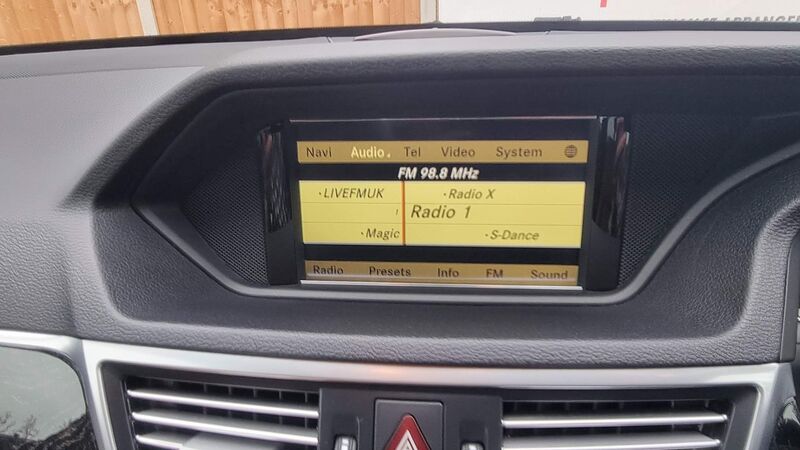 Navi Audio Tel Video System
FM 98.8 MHz
·LIVEFMUK ·Radio X
1 Radio 1
·Magic ·S-Dance
Radio Presets Info FM Sound